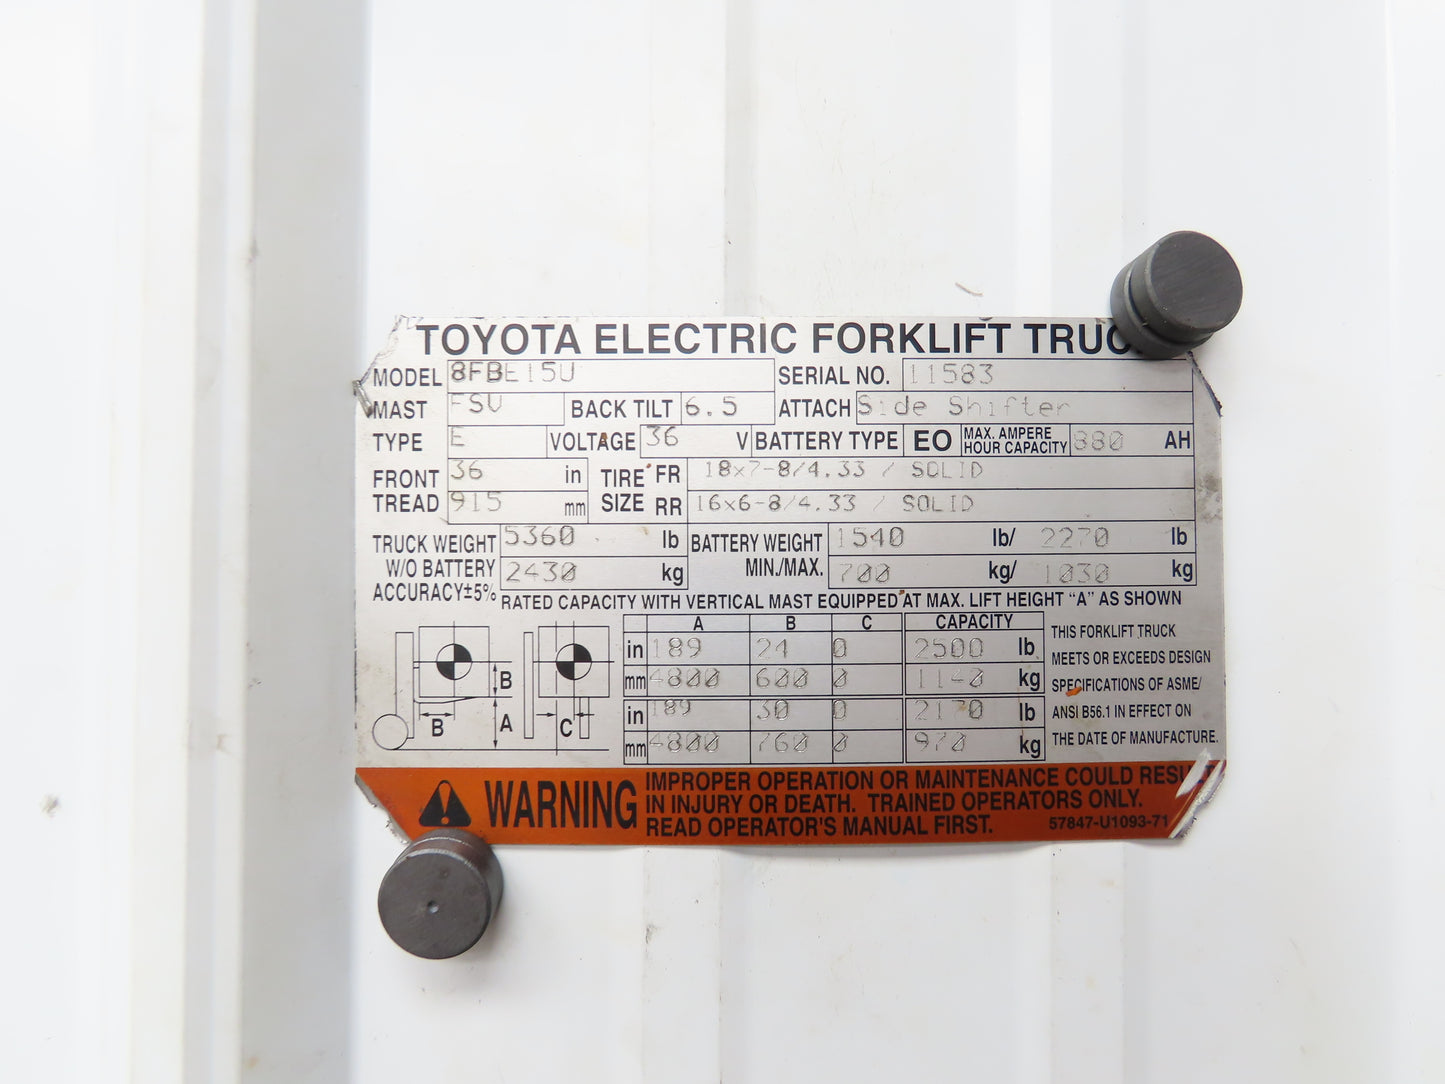 TOYOTA ELECTRIC FORKLIFT TRUC
MODEL 8FBE15U SERIAL NO. 11583
MAST FSV BACK TILT 6.5 ATTACH Side Shifter
TYPE E VOLTAGE 36 V BATTERY TYPE EO MAX. AMPERE HOUR CAPACITY 880 AH
FRONT TREAD 36 in TIRE SIZE FR 18x7-8/4.33 / SOLID
915 mm RR 16x6-8/4.33 / SOLID
TRUCK WEIGHT 5360 lb BATTERY WEIGHT 1540 lb/ 2270 lb
W/O BATTERY 2430 kg MIN./MAX. 700 kg/ 1030 kg
ACCURACY±5%
RATED CAPACITY WITH VERTICAL MAST EQUIPPED AT MAX. LIFT HEIGHT "A" AS SHOWN
A B C CAPACITY
in 189 24 0 2500 lb
mm 4800 600 0 1140 kg
in 189 30 0 2170 lb
mm 4800 760 0 970 kg
B
B A C
THIS FORKLIFT TRUCK
MEETS OR EXCEEDS DESIGN
SPECIFICATIONS OF ASME/
ANSI B56.1 IN EFFECT ON
THE DATE OF MANUFACTURE.
WARNING
IMPROPER OPERATION OR MAINTENANCE COULD RESU
IN INJURY OR DEATH. TRAINED OPERATORS ONLY.
READ OPERATOR'S MANUAL FIRST. 57847-U1093-71